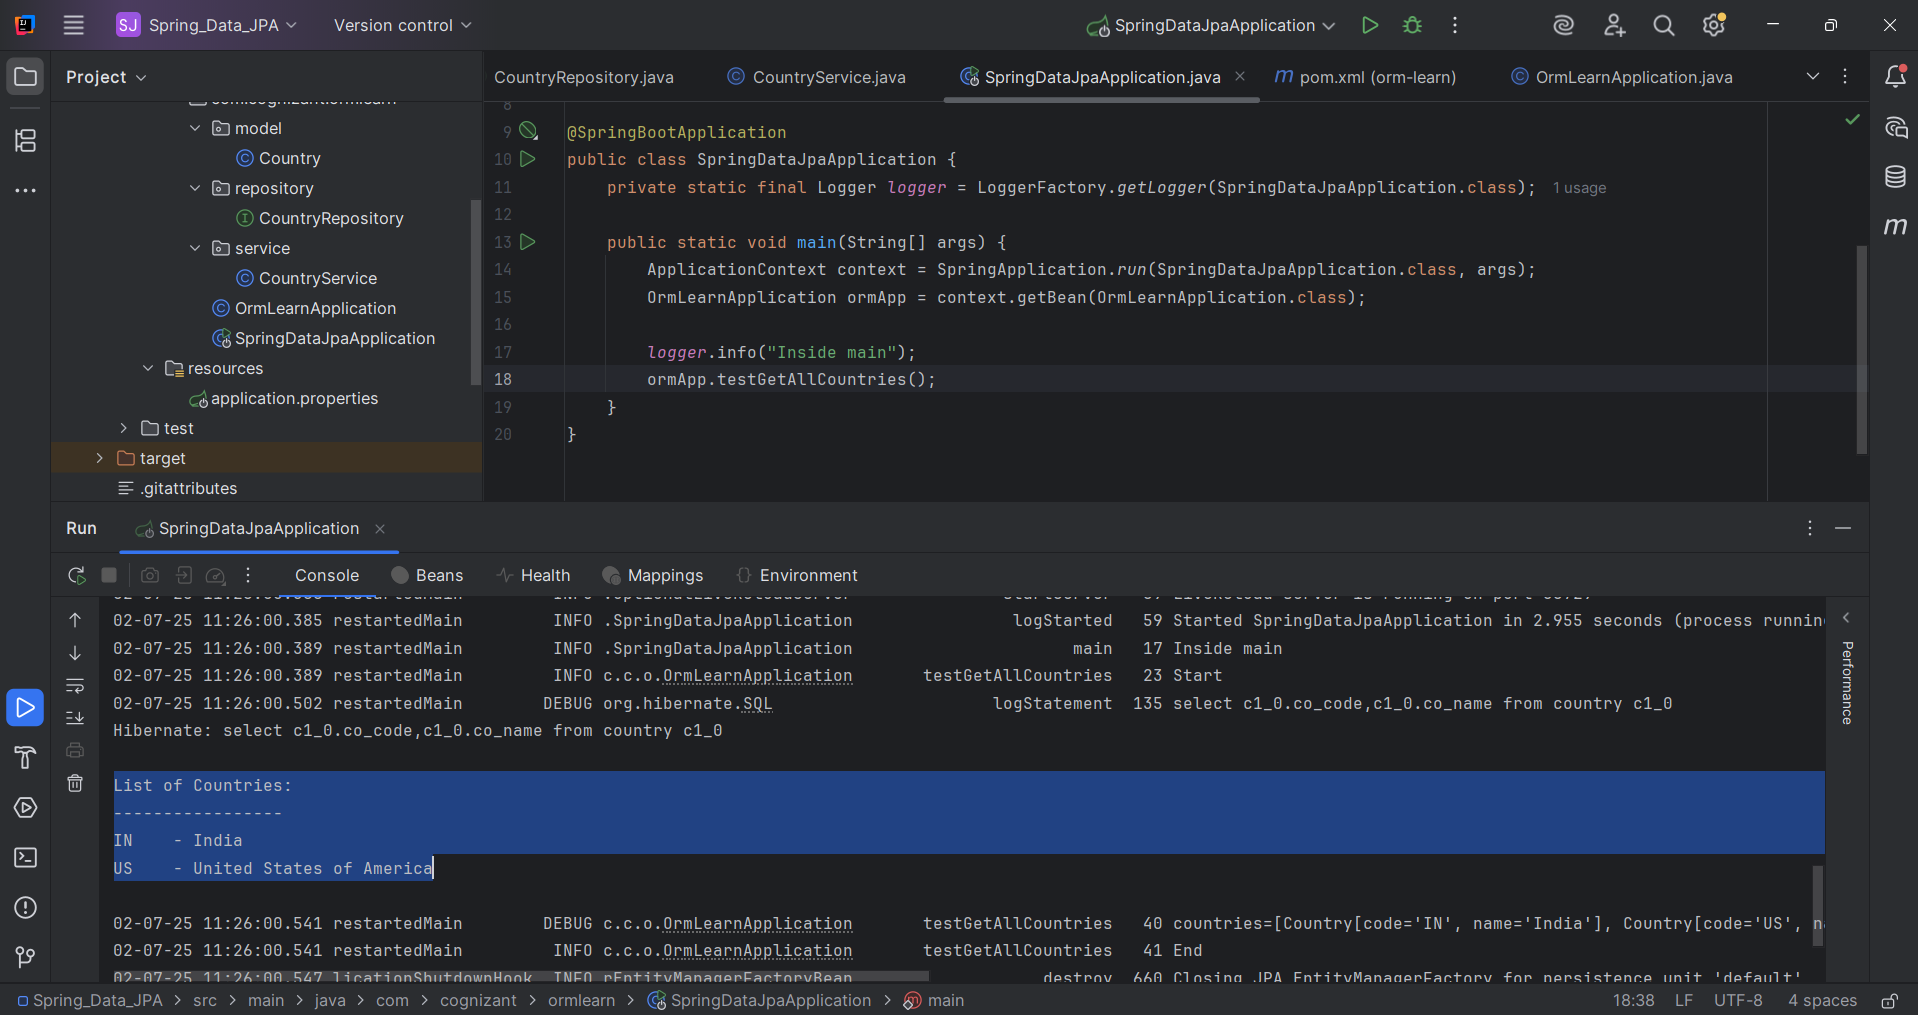 SJ Spring_Data_JPA Version control SpringDataJpaApplication
Project
CountryRepository.java CountryService.java SpringDataJpaApplication.java m pom.xml (orm-learn) OrmLearnApplication.java
model
Country
repository
CountryRepository
service
CountryService
OrmLearnApplication
SpringDataJpaApplication
resources
application.properties
test
target
.gitattributes
8
9 @SpringBootApplication
10 public class SpringDataJpaApplication {
11 private static final Logger logger = LoggerFactory.getLogger(SpringDataJpaApplication.class); 1 usage
12
13 public static void main(String[] args) {
14 ApplicationContext context = SpringApplication.run(SpringDataJpaApplication.class, args);
15 OrmLearnApplication ormApp = context.getBean(OrmLearnApplication.class);
16
17 logger.info("Inside main");
18 ormApp.testGetAllCountries();
19 }
20 }
Run SpringDataJpaApplication
Console Beans Health Mappings Environment
02-07-25 11:26:00.385 restartedMain INFO .SpringDataJpaApplication logStarted 59 Started SpringDataJpaApplication in 2.955 seconds (process runnin
02-07-25 11:26:00.389 restartedMain INFO .SpringDataJpaApplication main 17 Inside main
02-07-25 11:26:00.389 restartedMain INFO c.c.o.OrmLearnApplication testGetAllCountries 23 Start
02-07-25 11:26:00.502 restartedMain DEBUG org.hibernate.SQL logStatement 135 select c1_0.co_code,c1_0.co_name from country c1_0
Hibernate: select c1_0.co_code,c1_0.co_name from country c1_0
List of Countries:
-----------------
IN - India
US - United States of America
02-07-25 11:26:00.541 restartedMain DEBUG c.c.o.OrmLearnApplication testGetAllCountries 40 countries=[Country[code='IN', name='India'], Country[code='US', na
02-07-25 11:26:00.541 restartedMain INFO c.c.o.OrmLearnApplication testGetAllCountries 41 End
02-07-25 11:26:00.547 licationShutdownHook INFO rEntityManagerFactoryBean destroy 660 Closing JPA EntityManagerFactory for persistence unit 'default'
Performance
Spring_Data_JPA > src > main > java > com > cognizant > ormlearn > SpringDataJpaApplication > main 18:38 LF UTF-8 4 spaces